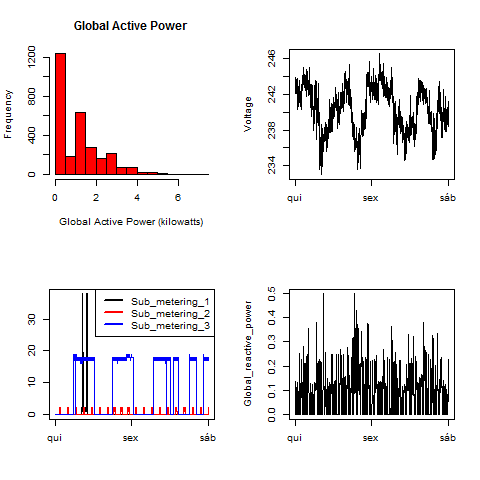 Global Active Power
Frequency
0 400 800 1200
0 2 4 6
Global Active Power (kilowatts)
Voltage
234 238 242 246
qui sex sáb
0 10 20 30
Sub_metering_1
Sub_metering_2
Sub_metering_3
qui sex sáb
Global_reactive_power
0.0 0.1 0.2 0.3 0.4 0.5
qui sex sáb